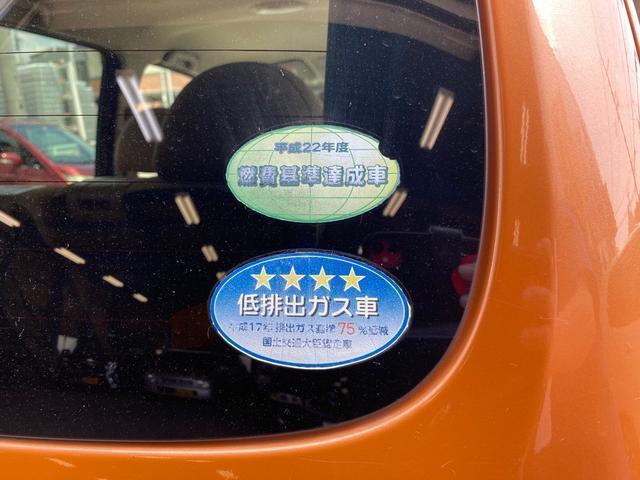 平成22年度
燃費基準達成車
★★★★
低排出ガス車
平成17年排出ガス基準75%低減
国土交通大臣認定車